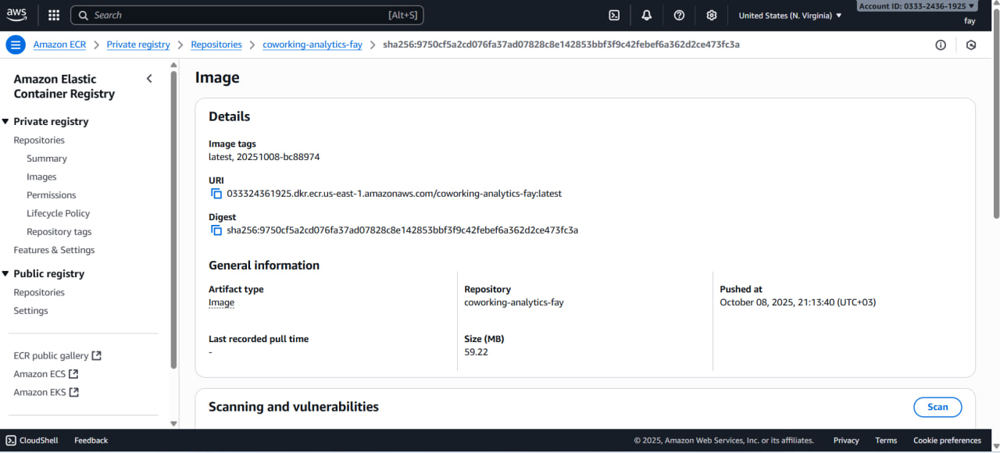 aws
Search [Alt+S]
United States (N. Virginia)
Account ID: 0333-2436-1925
fay
Amazon ECR > Private registry > Repositories > coworking-analytics-fay > sha256:9750cf5a2cd076fa37ad07828c8e142853bbf3f9c42febef6a362d2ce473fc3a
Amazon Elastic
Container Registry
Private registry
Repositories
Summary
Images
Permissions
Lifecycle Policy
Repository tags
Features & Settings
Public registry
Repositories
Settings
ECR public gallery
Amazon ECS
Amazon EKS
Image
Details
Image tags
latest, 20251008-bc88974
URI
033324361925.dkr.ecr.us-east-1.amazonaws.com/coworking-analytics-fay:latest
Digest
sha256:9750cf5a2cd076fa37ad07828c8e142853bbf3f9c42febef6a362d2ce473fc3a
General information
Artifact type
Image
Repository
coworking-analytics-fay
Pushed at
October 08, 2025, 21:13:40 (UTC+03)
Last recorded pull time
-
Size (MB)
59.22
Scanning and vulnerabilities
Scan
CloudShell
Feedback
© 2025, Amazon Web Services, Inc. or its affiliates.
Privacy
Terms
Cookie preferences